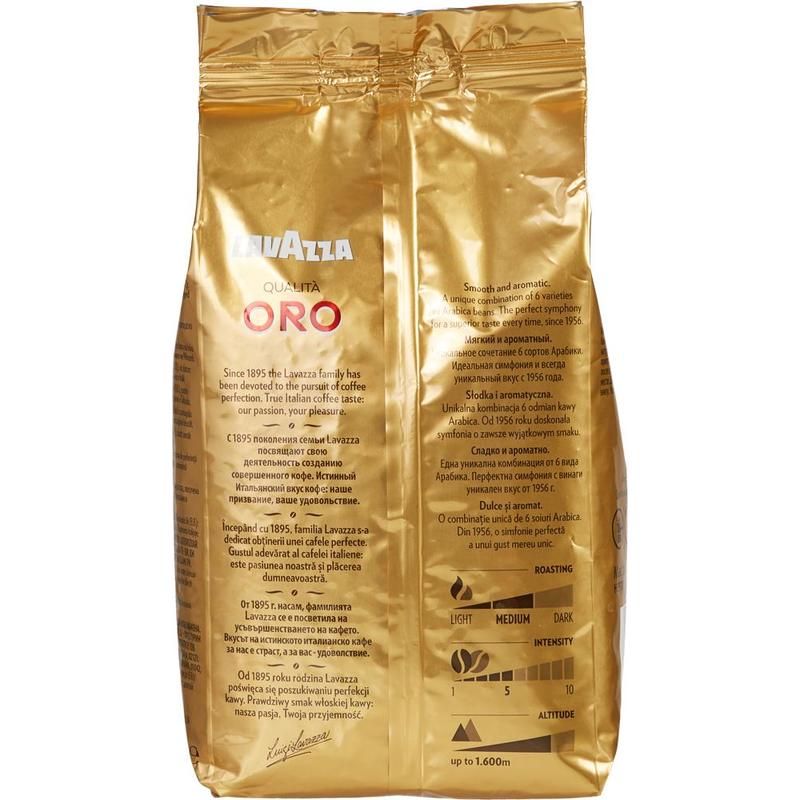 LAVAZZA
QUALITÀ
ORO
Since 1895 the Lavazza family has
been devoted to the pursuit of coffee
perfection. True Italian coffee taste:
our passion, your pleasure.
С 1895 поколения семьи Lavazza
посвящают свою
деятельность созданию
совершенного кофе. Истинный
Итальянский вкус кофе: наше
призвание, ваше удовольствие.
Începând cu 1895, familia Lavazza s-a
dedicat obținerii unei cafele perfecte.
Gustul adevărat al cafelei italiene:
este pasiunea noastră și plăcerea
dumneavoastră.
От 1895 г. насам, фамилията
Lavazza се е посветила на
усъвършенстването на кафето.
Вкусът на истинското италианско кафе
за нас е страст, а за вас - удоволствие.
Od 1895 roku rodzina Lavazza
poświęca się poszukiwaniu perfekcji
kawy. Prawdziwy smak włoskiej kawy:
nasza pasja, Twoja przyjemność.
Luigi Lavazza
Smooth and aromatic.
A unique combination of 6 varieties
of Arabica beans. The perfect symphony
for a superior taste every time, since 1956.
Мягкий и ароматный.
Уникальное сочетание 6 сортов Арабики.
Идеальная симфония и всегда
уникальный вкус с 1956 года.
Słodka i aromatyczna.
Unikalna kombinacja 6 odmian kawy
Arabica. Od 1956 roku doskonała
symfonia o zawsze wyjątkowym smaku.
Сладко и ароматно.
Една уникална комбинация от 6 вида
Арабика. Перфектна симфония с винаги
уникален вкус от 1956 г.
Dulce și aromat.
O combinație unică de 6 soiuri Arabica.
Din 1956, o simfonie perfectă
a unui gust mereu unic.
ROASTING
LIGHT MEDIUM DARK
INTENSITY
1 5 10
ALTITUDE
up to 1.600m